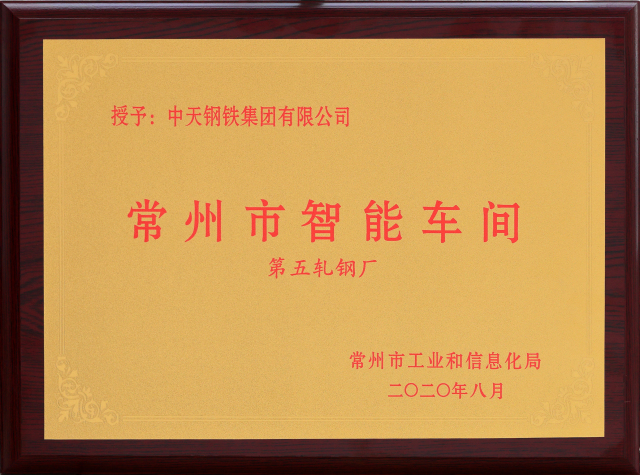 授予：中天钢铁集团有限公司
常州市智能车间
第五轧钢厂
常州市工业和信息化局
二〇二〇年八月